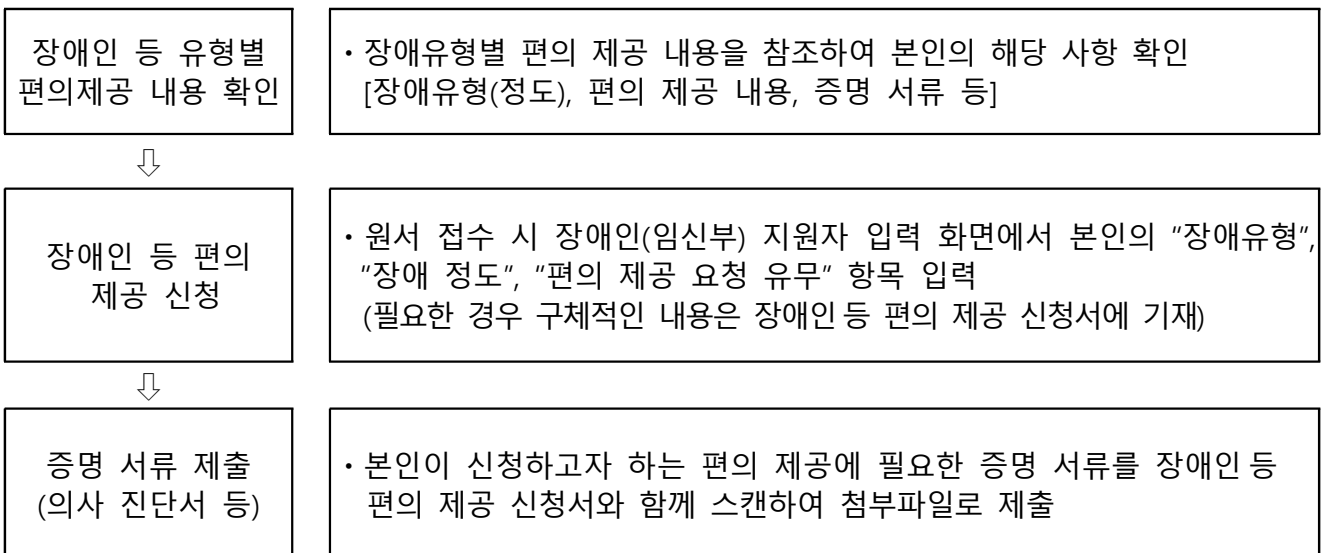 장애인 등 유형별
편의제공 내용 확인
・장애유형별 편의 제공 내용을 참조하여 본인의 해당 사항 확인
[장애유형(정도), 편의 제공 내용, 증명 서류 등]
⇩
장애인 등 편의
제공 신청
・원서 접수 시 장애인(임신부) 지원자 입력 화면에서 본인의 “장애유형”,
“장애 정도”, “편의 제공 요청 유무” 항목 입력
(필요한 경우 구체적인 내용은 장애인 등 편의 제공 신청서에 기재)
⇩
증명 서류 제출
(의사 진단서 등)
・본인이 신청하고자 하는 편의 제공에 필요한 증명 서류를 장애인 등
편의 제공 신청서와 함께 스캔하여 첨부파일로 제출